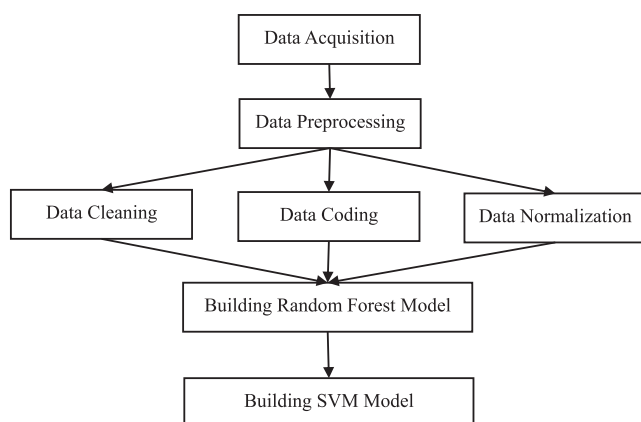 Data Acquisition
Data Preprocessing
Data Cleaning
Data Coding
Data Normalization
Building Random Forest Model
Building SVM Model